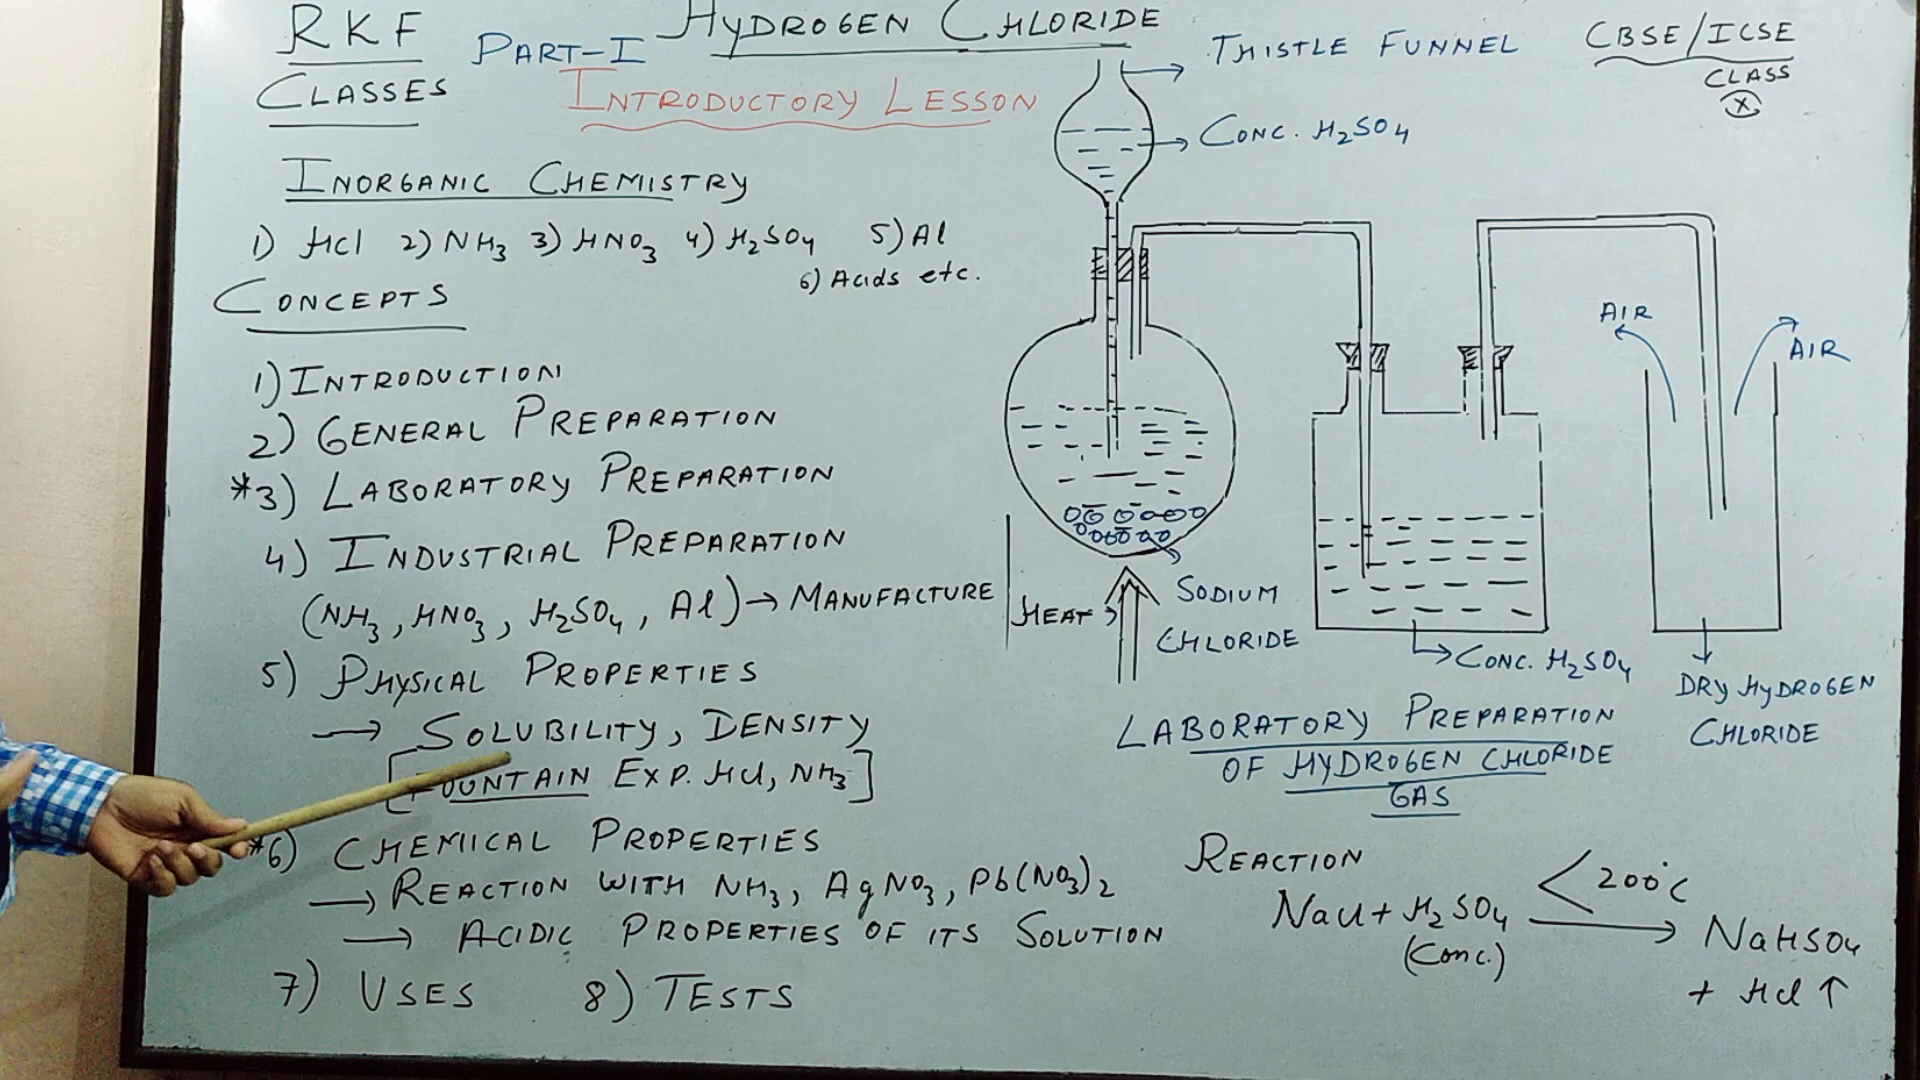 RKF
CLASSES
PART-I
HYDROGEN CHLORIDE
INTRODUCTORY LESSON
CBSE/ICSE
CLASS
X
INORGANIC CHEMISTRY
1) HCl 2) NH3 3) HNO3 4) H2SO4 5) Al
6) Acids etc.
CONCEPTS
1) INTRODUCTION
2) GENERAL PREPARATION
*3) LABORATORY PREPARATION
4) INDUSTRIAL PREPARATION
(NH3, HNO3, H2SO4, Al) → MANUFACTURE
5) PHYSICAL PROPERTIES
→ SOLUBILITY, DENSITY
[FOUNTAIN EXP. HCl, NH3]
*6) CHEMICAL PROPERTIES
→ REACTION WITH NH3, AgNO3, Pb(NO3)2
→ ACIDIC PROPERTIES OF ITS SOLUTION
7) USES 8) TESTS
THISTLE FUNNEL
CONC. H2SO4
AIR
AIR
HEAT
SODIUM
CHLORIDE
CONC. H2SO4
DRY HYDROGEN
CHLORIDE
LABORATORY PREPARATION
OF HYDROGEN CHLORIDE
GAS
REACTION
NaCl + H2SO4 < 200°C → NaHSO4
(Conc.)
+ HCl ↑